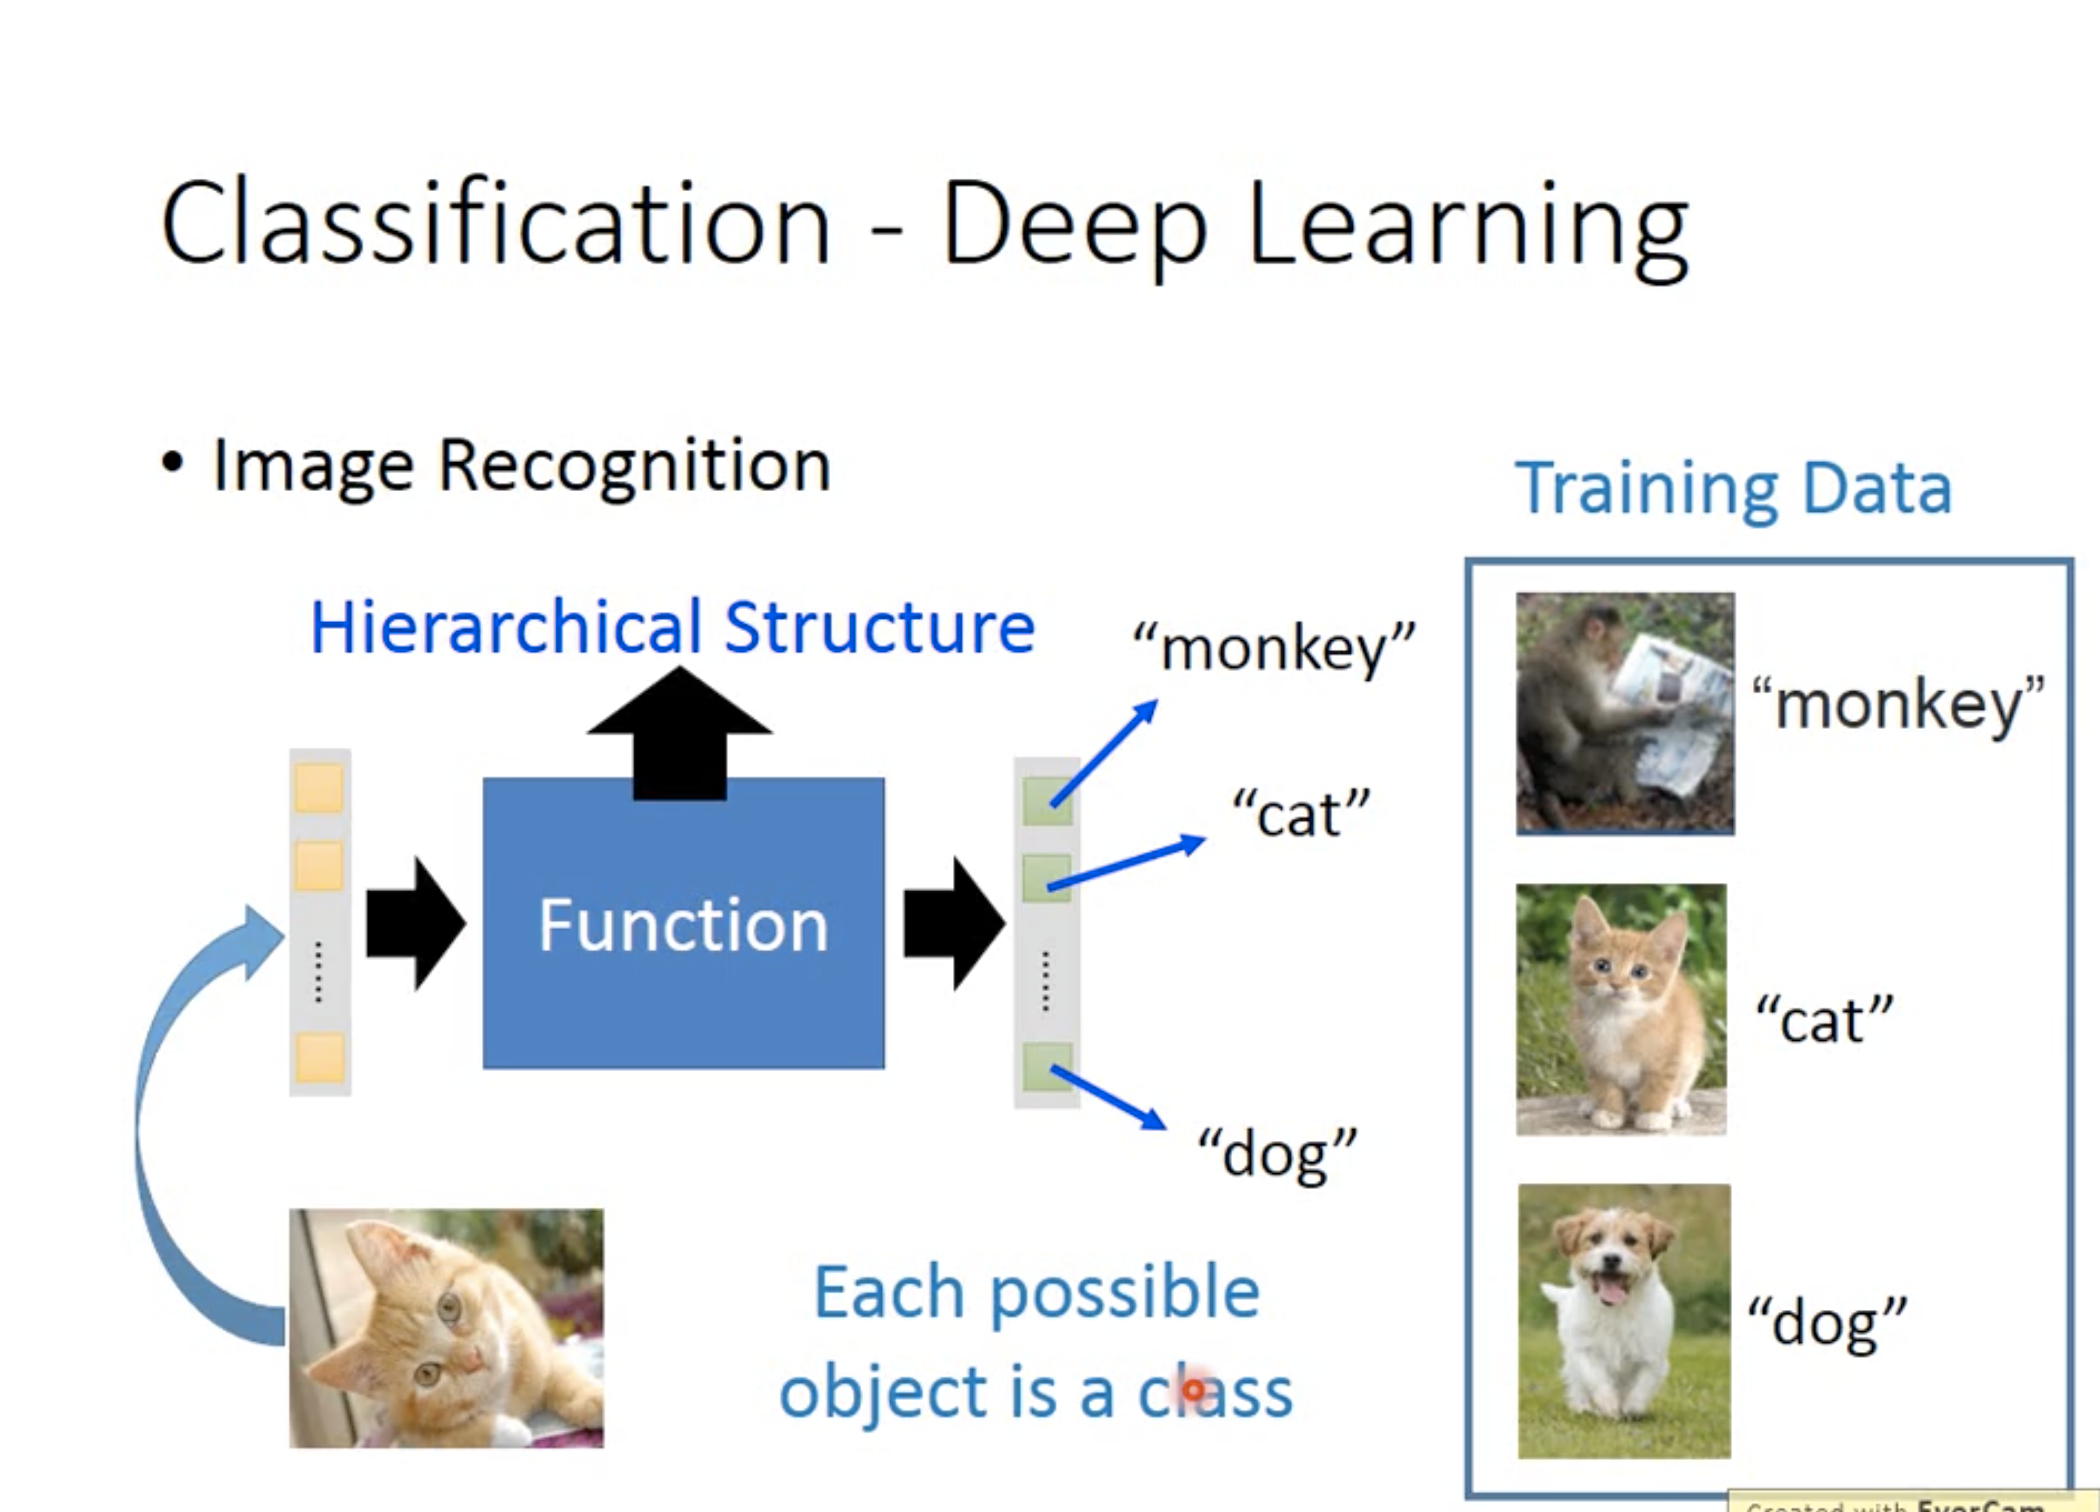 Classification - Deep Learning
• Image Recognition
Training Data
Hierarchical Structure
“monkey”
“cat”
“dog”
Function
Each possible
object is a class
“monkey”
“cat”
“dog”
Created with EverCam